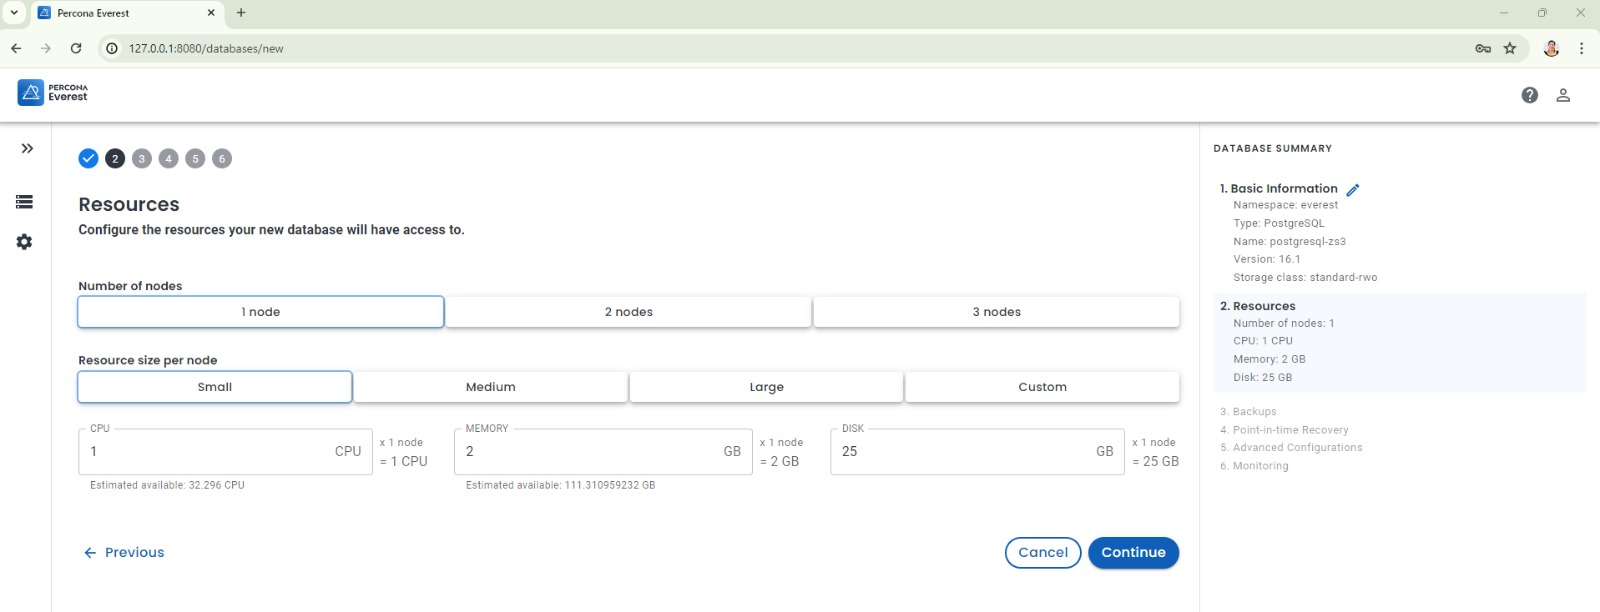 Percona Everest
127.0.0.1:8080/databases/new
PERCONA
Everest
2 3 4 5 6
Resources
Configure the resources your new database will have access to.
Number of nodes
1 node 2 nodes 3 nodes
Resource size per node
Small Medium Large Custom
CPU
1 CPU
x 1 node
= 1 CPU
Estimated available: 32.296 CPU
MEMORY
2 GB
x 1 node
= 2 GB
Estimated available: 111.310959232 GB
DISK
25 GB
x 1 node
= 25 GB
Previous
Cancel Continue
DATABASE SUMMARY
1. Basic Information
Namespace: everest
Type: PostgreSQL
Name: postgresql-zs3
Version: 16.1
Storage class: standard-rwo
2. Resources
Number of nodes: 1
CPU: 1 CPU
Memory: 2 GB
Disk: 25 GB
3. Backups
4. Point-in-time Recovery
5. Advanced Configurations
6. Monitoring